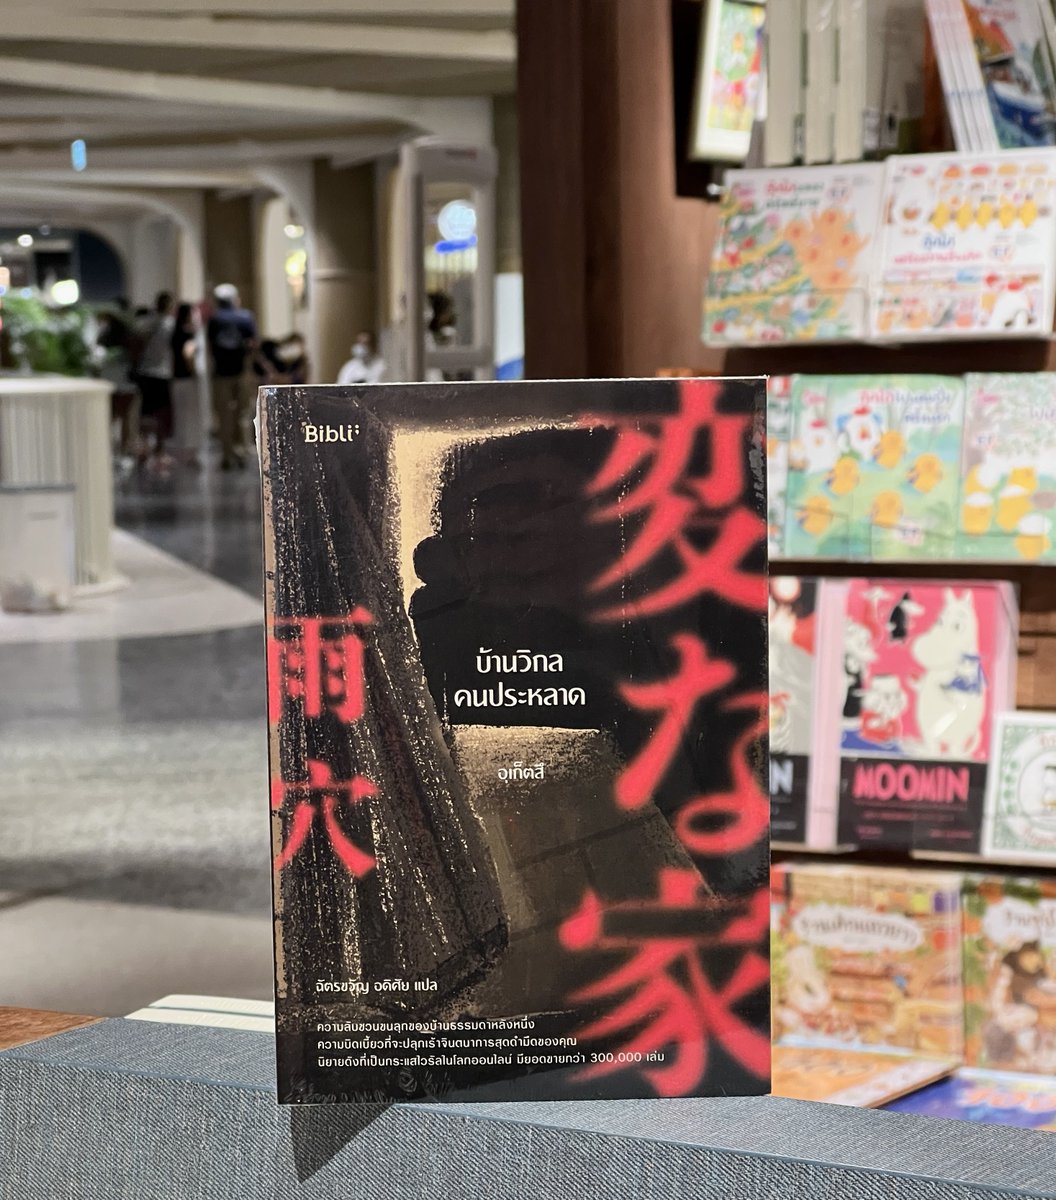 Bibli;
変な家
雨穴
บ้านวิกล
คนประหลาด
อุเก็ตสึ
ฉัตรขวัญ อดิศัย แปล
ความลับชวนขนลุกของบ้านธรรมดาหลังหนึ่ง
ความบิดเบี้ยวที่จะปลุกเร้าจินตนาการสุดดำมืดของคุณ
นิยายดังที่เป็นกระแสไวรัลในโลกออนไลน์ มียอดขายกว่า 300,000 เล่ม
MOOMIN